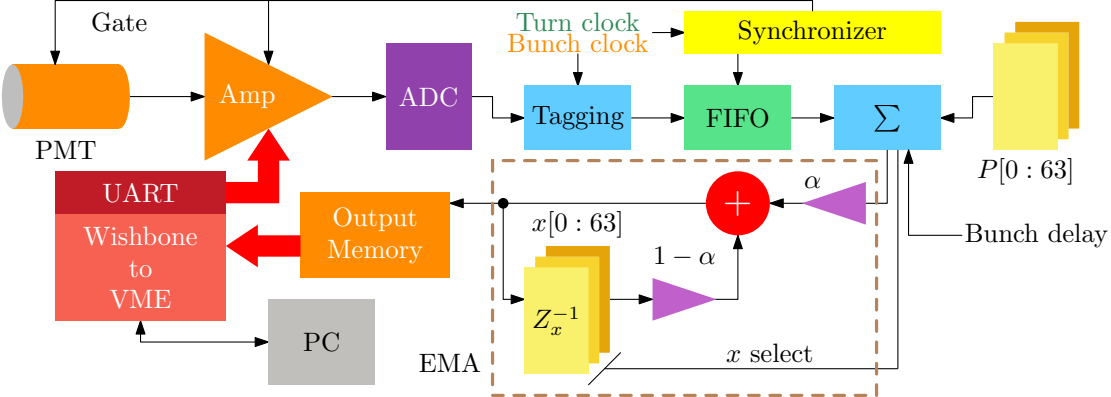 Gate
Turn clock
Bunch clock
Synchronizer
Amp
ADC
Tagging
FIFO
∑
PMT
P[0 : 63]
UART
Wishbone
to
VME
Output
Memory
x[0 : 63]
+
α
1 − α
Bunch delay
Z_x^{-1}
PC
EMA
x select